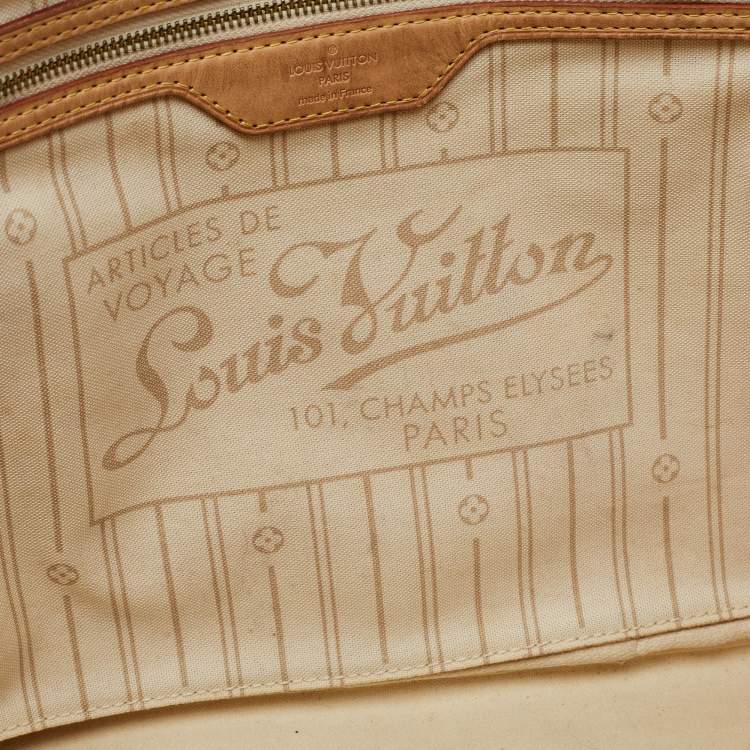 ®
LOUIS VUITTON
PARIS
made in France
ARTICLES DE
VOYAGE
Louis Vuitton
101, CHAMPS ELYSEES
PARIS